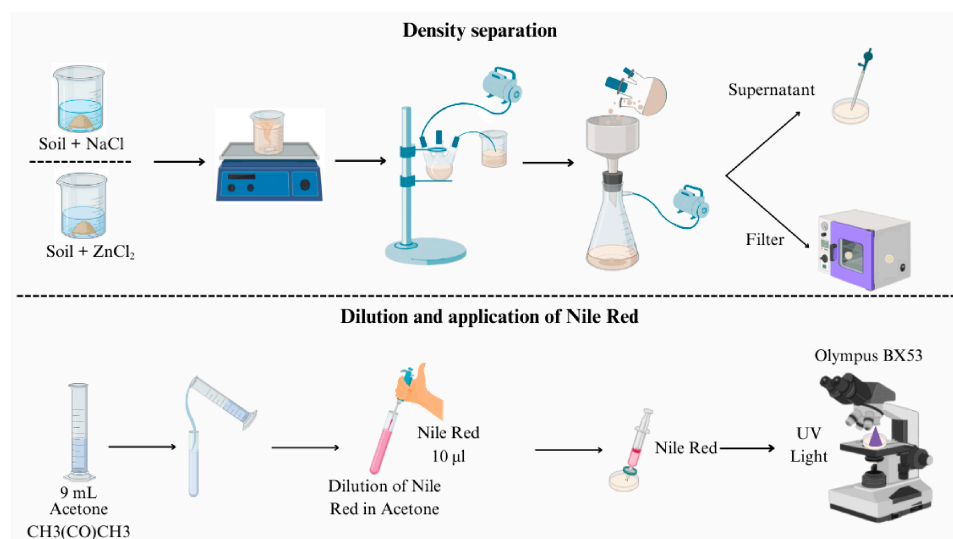 Density separation
Soil + NaCl
Soil + ZnCl₂
Supernatant
Filter
Dilution and application of Nile Red
9 mL
Acetone
CH3(CO)CH3
Nile Red
10 µl
Dilution of Nile
Red in Acetone
Nile Red
Olympus BX53
UV
Light